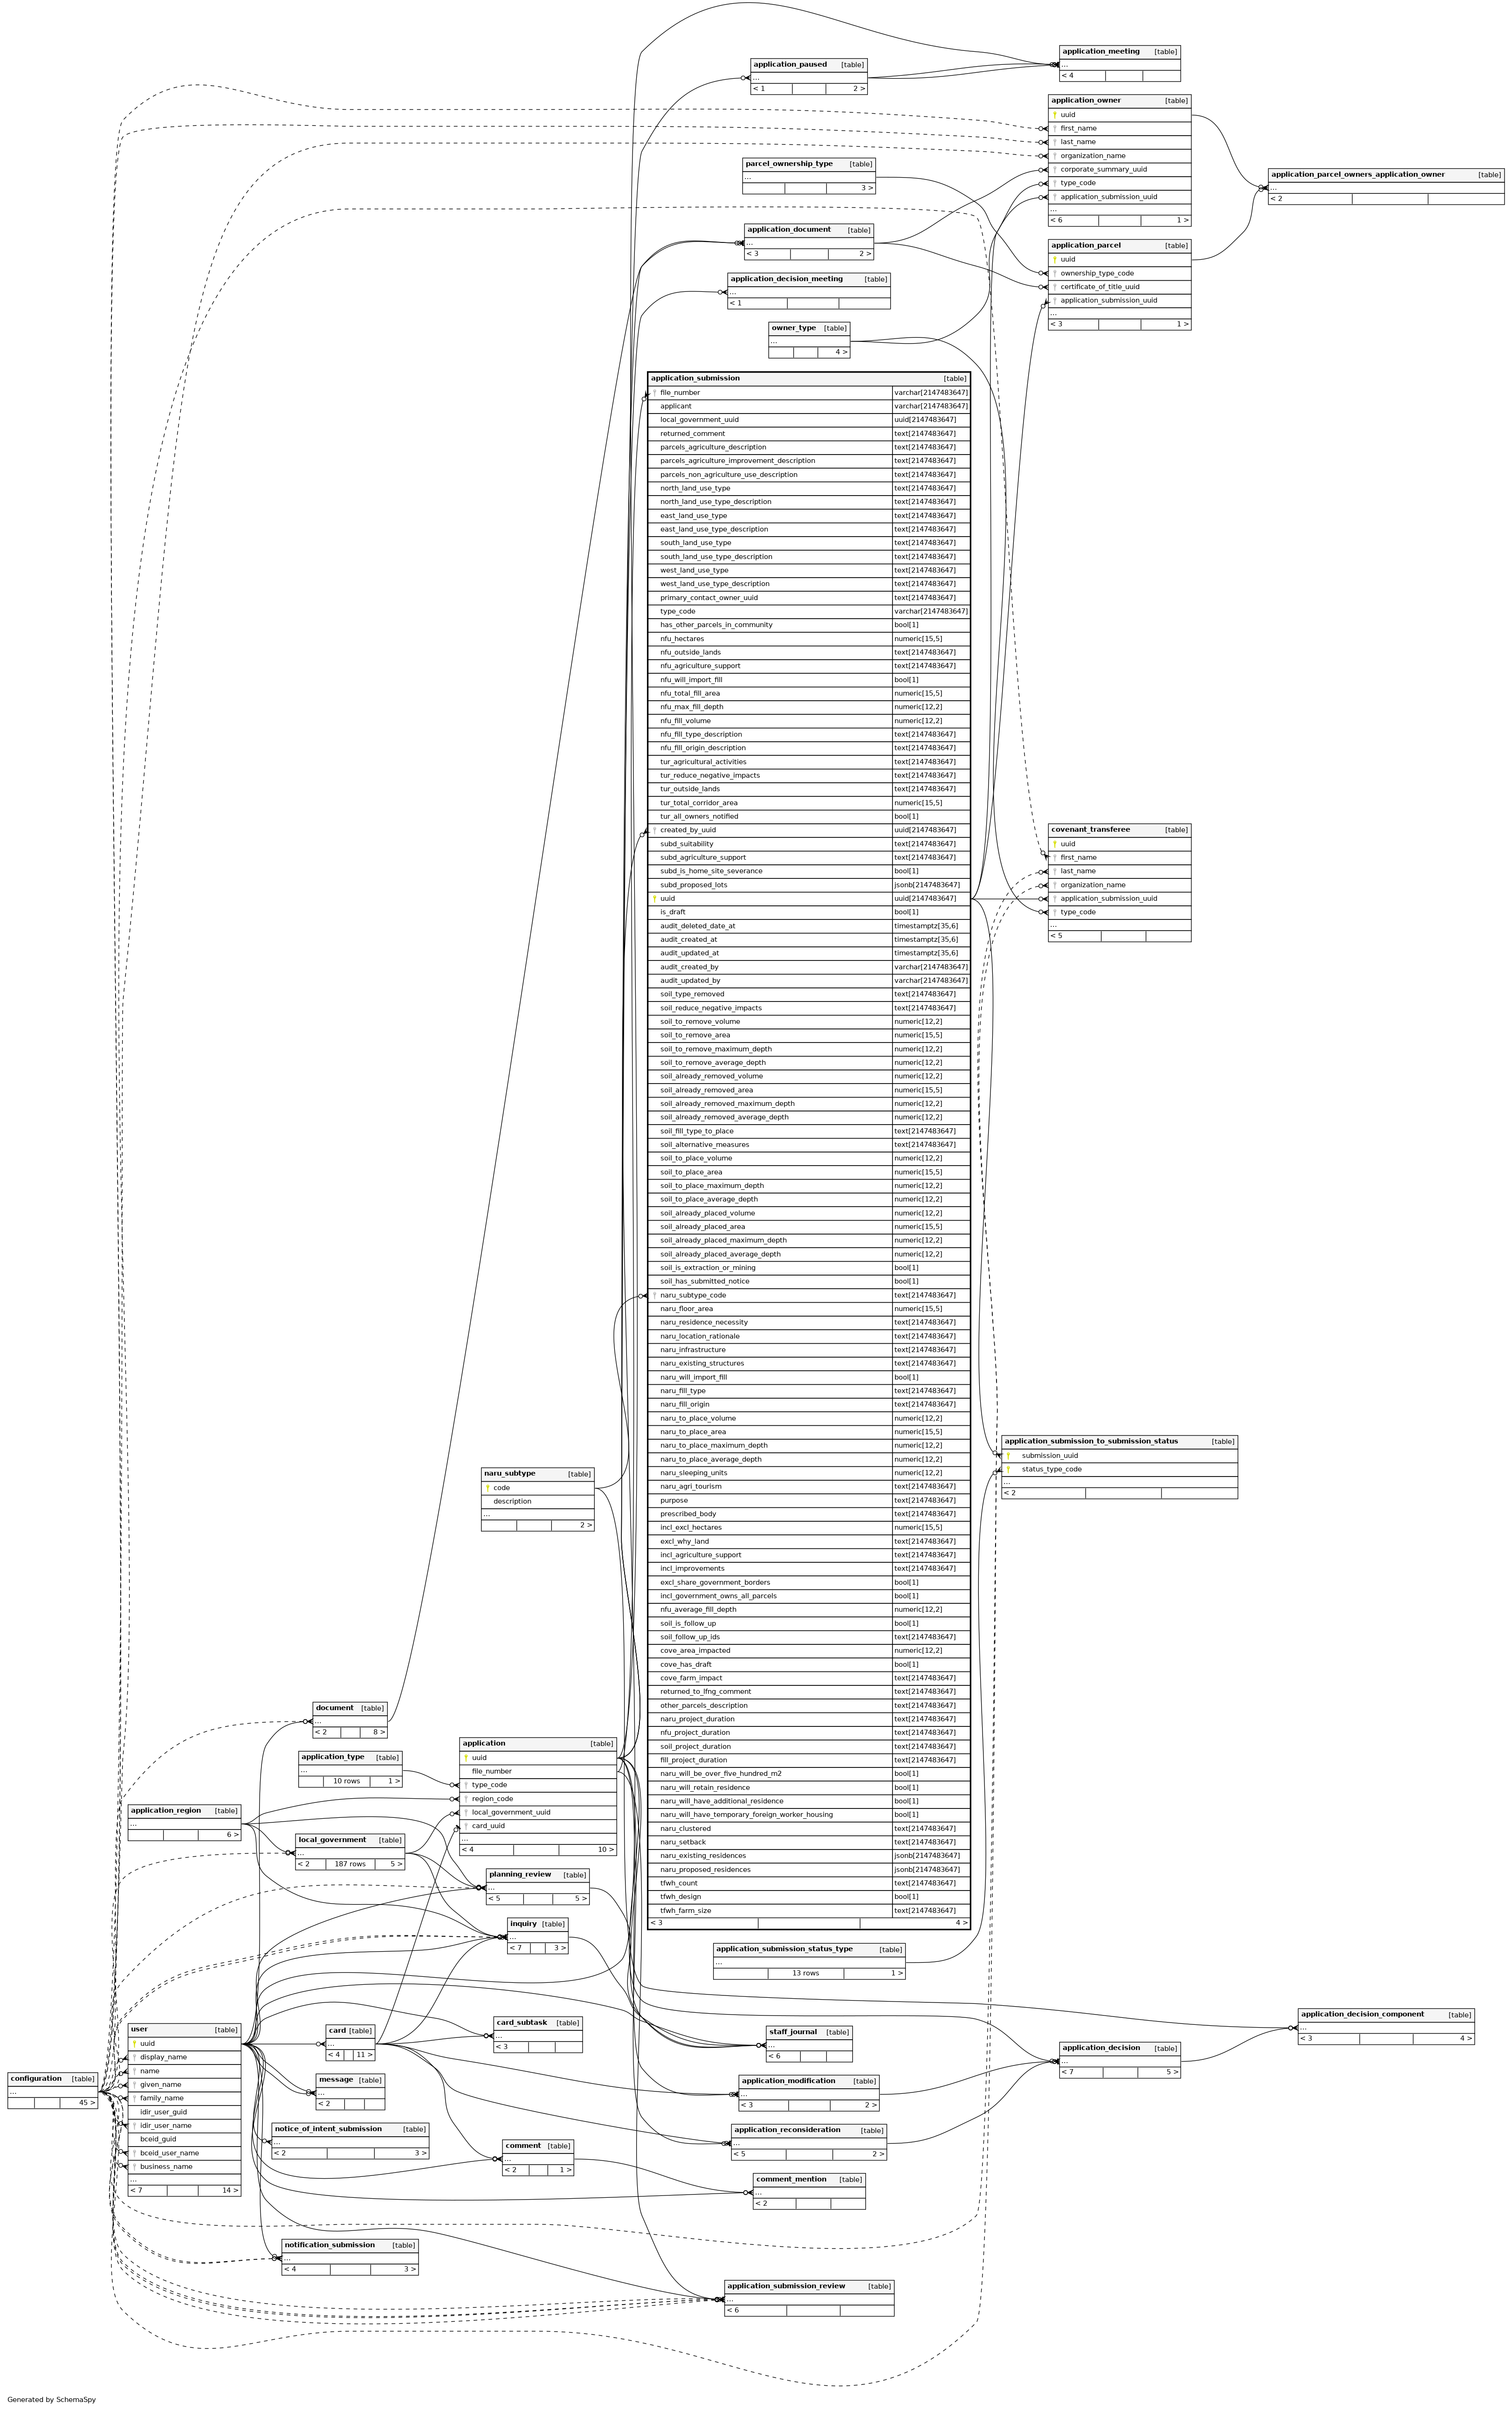 application_meeting [table]
...
< 4
application_paused [table]
...
< 1 2 >
application_owner [table]
uuid
first_name
last_name
organization_name
corporate_summary_uuid
type_code
application_submission_uuid
...
< 6 1 >
parcel_ownership_type [table]
...
3 >
application_parcel_owners_application_owner [table]
...
< 2
application_document [table]
...
< 3 2 >
application_parcel [table]
uuid
ownership_type_code
certificate_of_title_uuid
application_submission_uuid
...
< 3 1 >
application_decision_meeting [table]
...
< 1
owner_type [table]
...
4 >
application_submission [table]
file_number varchar[2147483647]
applicant varchar[2147483647]
local_government_uuid uuid[2147483647]
returned_comment text[2147483647]
parcels_agriculture_description text[2147483647]
parcels_agriculture_improvement_description text[2147483647]
parcels_non_agriculture_use_description text[2147483647]
north_land_use_type text[2147483647]
north_land_use_type_description text[2147483647]
east_land_use_type text[2147483647]
east_land_use_type_description text[2147483647]
south_land_use_type text[2147483647]
south_land_use_type_description text[2147483647]
west_land_use_type text[2147483647]
west_land_use_type_description text[2147483647]
primary_contact_owner_uuid text[2147483647]
type_code varchar[2147483647]
has_other_parcels_in_community bool[1]
nfu_hectares numeric[15,5]
nfu_outside_lands text[2147483647]
nfu_agriculture_support text[2147483647]
nfu_will_import_fill bool[1]
nfu_total_fill_area numeric[15,5]
nfu_max_fill_depth numeric[12,2]
nfu_fill_volume numeric[12,2]
nfu_fill_type_description text[2147483647]
nfu_fill_origin_description text[2147483647]
tur_agricultural_activities text[2147483647]
tur_reduce_negative_impacts text[2147483647]
tur_outside_lands text[2147483647]
tur_total_corridor_area numeric[15,5]
tur_all_owners_notified bool[1]
created_by_uuid uuid[2147483647]
subd_suitability text[2147483647]
subd_agriculture_support text[2147483647]
subd_is_home_site_severance bool[1]
subd_proposed_lots jsonb[2147483647]
uuid uuid[2147483647]
is_draft bool[1]
audit_deleted_date_at timestamptz[35,6]
audit_created_at timestamptz[35,6]
audit_updated_at timestamptz[35,6]
audit_created_by varchar[2147483647]
audit_updated_by varchar[2147483647]
soil_type_removed text[2147483647]
soil_reduce_negative_impacts text[2147483647]
soil_to_remove_volume numeric[12,2]
soil_to_remove_area numeric[15,5]
soil_to_remove_maximum_depth numeric[12,2]
soil_to_remove_average_depth numeric[12,2]
soil_already_removed_volume numeric[12,2]
soil_already_removed_area numeric[15,5]
soil_already_removed_maximum_depth numeric[12,2]
soil_already_removed_average_depth numeric[12,2]
soil_fill_type_to_place text[2147483647]
soil_alternative_measures text[2147483647]
soil_to_place_volume numeric[12,2]
soil_to_place_area numeric[15,5]
soil_to_place_maximum_depth numeric[12,2]
soil_to_place_average_depth numeric[12,2]
soil_already_placed_volume numeric[12,2]
soil_already_placed_area numeric[15,5]
soil_already_placed_maximum_depth numeric[12,2]
soil_already_placed_average_depth numeric[12,2]
soil_is_extraction_or_mining bool[1]
soil_has_submitted_notice bool[1]
naru_subtype_code text[2147483647]
naru_floor_area numeric[15,5]
naru_residence_necessity text[2147483647]
naru_location_rationale text[2147483647]
naru_infrastructure text[2147483647]
naru_existing_structures text[2147483647]
naru_will_import_fill bool[1]
naru_fill_type text[2147483647]
naru_fill_origin text[2147483647]
naru_to_place_volume numeric[12,2]
naru_to_place_area numeric[15,5]
naru_to_place_maximum_depth numeric[12,2]
naru_to_place_average_depth numeric[12,2]
naru_sleeping_units numeric[12,2]
naru_agri_tourism text[2147483647]
purpose text[2147483647]
prescribed_body text[2147483647]
incl_excl_hectares numeric[15,5]
excl_why_land text[2147483647]
incl_agriculture_support text[2147483647]
incl_improvements text[2147483647]
excl_share_government_borders bool[1]
incl_government_owns_all_parcels bool[1]
nfu_average_fill_depth numeric[12,2]
soil_is_follow_up bool[1]
soil_follow_up_ids text[2147483647]
cove_area_impacted numeric[12,2]
cove_has_draft bool[1]
cove_farm_impact text[2147483647]
returned_to_lfng_comment text[2147483647]
other_parcels_description text[2147483647]
naru_project_duration text[2147483647]
nfu_project_duration text[2147483647]
soil_project_duration text[2147483647]
fill_project_duration text[2147483647]
naru_will_be_over_five_hundred_m2 bool[1]
naru_will_retain_residence bool[1]
naru_will_have_additional_residence bool[1]
naru_will_have_temporary_foreign_worker_housing bool[1]
naru_clustered text[2147483647]
naru_setback text[2147483647]
naru_existing_residences jsonb[2147483647]
naru_proposed_residences jsonb[2147483647]
tfwh_count text[2147483647]
tfwh_design bool[1]
tfwh_farm_size text[2147483647]
< 3 4 >
covenant_transferee [table]
uuid
first_name
last_name
organization_name
application_submission_uuid
type_code
...
< 5
application_submission_to_submission_status [table]
submission_uuid
status_type_code
...
< 2
naru_subtype [table]
code
description
...
2 >
document [table]
...
< 2 8 >
application_type [table]
...
10 rows 1 >
application [table]
uuid
file_number
type_code
region_code
local_government_uuid
card_uuid
...
< 4 10 >
application_region [table]
...
6 >
local_government [table]
...
< 2 187 rows 5 >
planning_review [table]
...
< 5 5 >
inquiry [table]
...
< 7 3 >
application_submission_status_type [table]
...
13 rows 1 >
application_decision_component [table]
...
< 3 4 >
card_subtask [table]
...
< 3
user [table]
uuid
display_name
name
given_name
family_name
idir_user_guid
idir_user_name
bceid_guid
bceid_user_name
business_name
...
< 7 14 >
card [table]
...
< 4 11 >
staff_journal [table]
...
< 6
application_decision [table]
...
< 7 5 >
configuration [table]
...
45 >
message [table]
...
< 2
application_modification [table]
...
< 3 2 >
notice_of_intent_submission [table]
...
< 2 3 >
application_reconsideration [table]
...
< 5 2 >
comment [table]
...
< 2 1 >
comment_mention [table]
...
< 2
notification_submission [table]
...
< 4 3 >
application_submission_review [table]
...
< 6
Generated by SchemaSpy